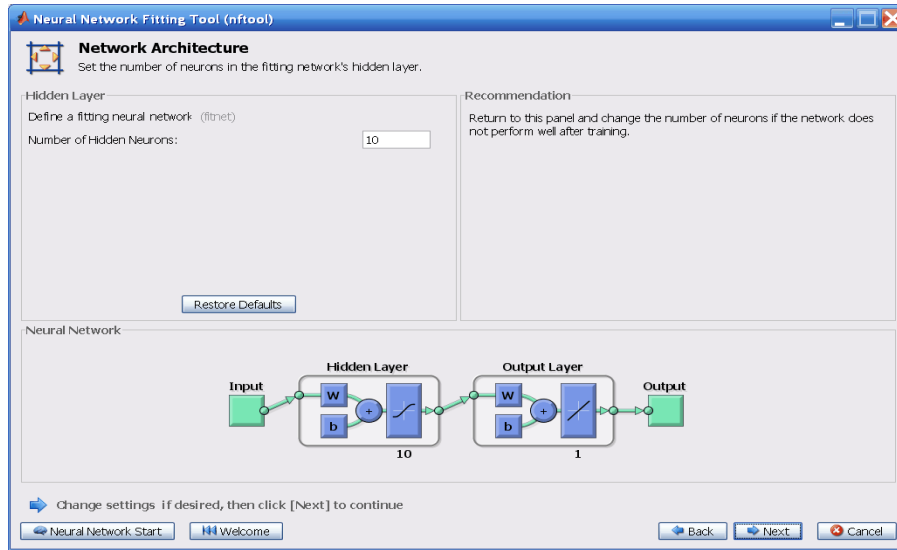 Neural Network Fitting Tool (nftool)
Network Architecture
Set the number of neurons in the fitting network's hidden layer.
Hidden Layer
Define a fitting neural network (fitnet)
Number of Hidden Neurons: 10
Restore Defaults
Recommendation
Return to this panel and change the number of neurons if the network does
not perform well after training.
Neural Network
Hidden Layer
Output Layer
Input
Output
W
b
+
10
W
b
+
1
Change settings if desired, then click [Next] to continue
Neural Network Start
Welcome
Back
Next
Cancel